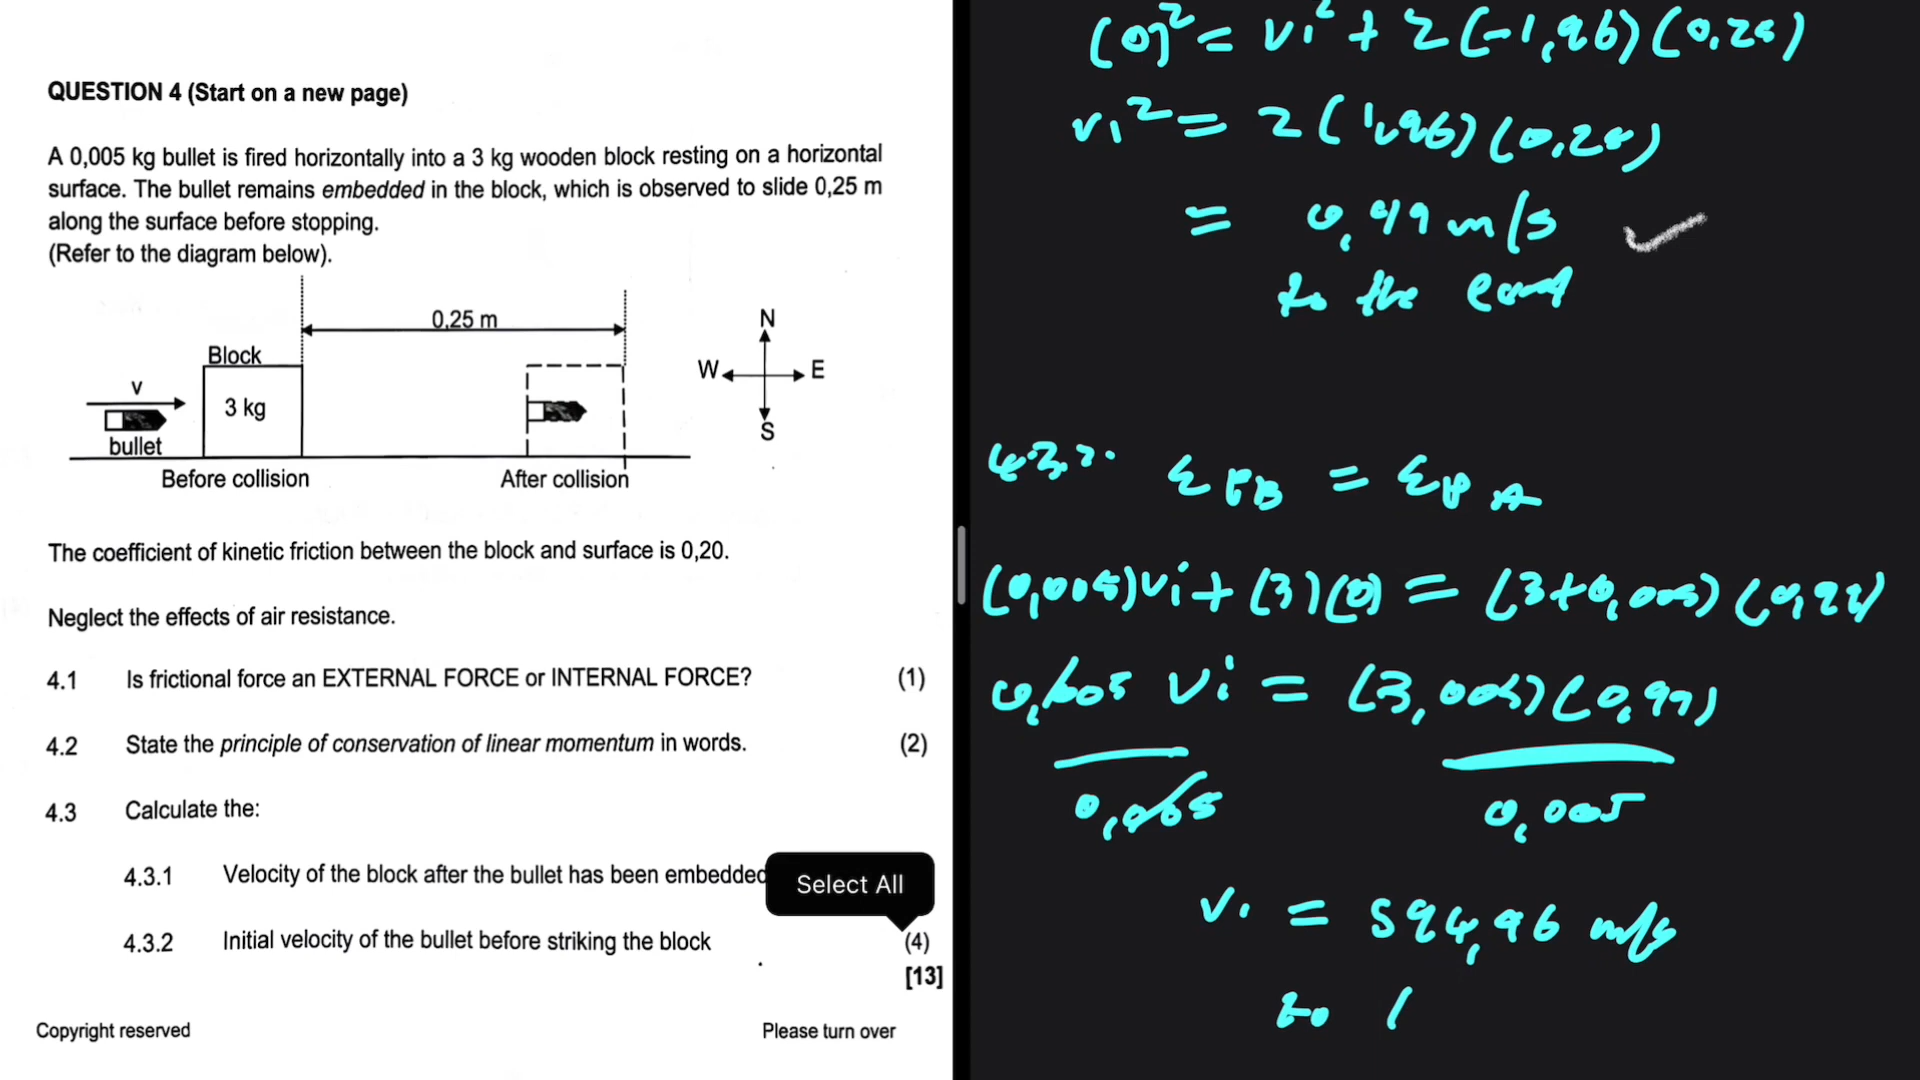 QUESTION 4 (Start on a new page)
A 0,005 kg bullet is fired horizontally into a 3 kg wooden block resting on a horizontal
surface. The bullet remains embedded in the block, which is observed to slide 0,25 m
along the surface before stopping.
(Refer to the diagram below).
0,25 m
N
Block
W E
v
3 kg
S
bullet
Before collision After collision
The coefficient of kinetic friction between the block and surface is 0,20.
Neglect the effects of air resistance.
4.1 Is frictional force an EXTERNAL FORCE or INTERNAL FORCE? (1)
4.2 State the principle of conservation of linear momentum in words. (2)
4.3 Calculate the:
4.3.1 Velocity of the block after the bullet has been embedded
Select All
4.3.2 Initial velocity of the bullet before striking the block (4)
[13]
Copyright reserved Please turn over
(0)² = vi² + 2(-1,96)(0,25)
vi² = 2(1,96)(0,25)
= 0,99 m/s
to the east
4.3.2. Σ PB = Σ P A
(0,005)vi + (3)(0) = (3+0,005)(0,99)
0,005 vi = (3,005)(0,99)
0,005 0,005
vi = 594,96 m/s
to